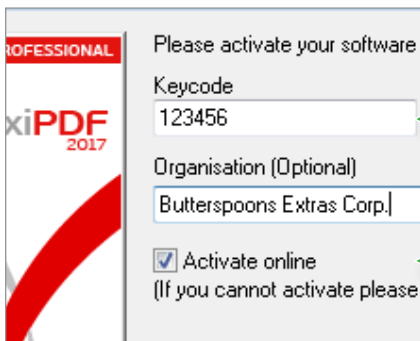 ROFESSIONAL
xiPDF
2017
Please activate your software
Keycode
123456
Organisation (Optional)
Butterspoons Extras Corp.
Activate online
(If you cannot activate please